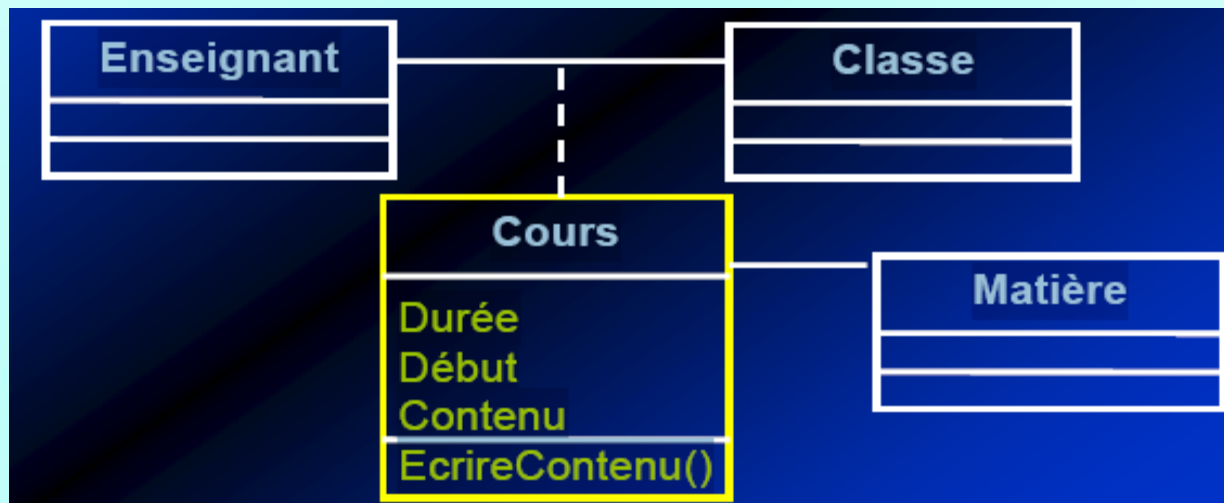 Enseignant
Classe
Cours
Durée
Début
Contenu
EcrireContenu()
Matière